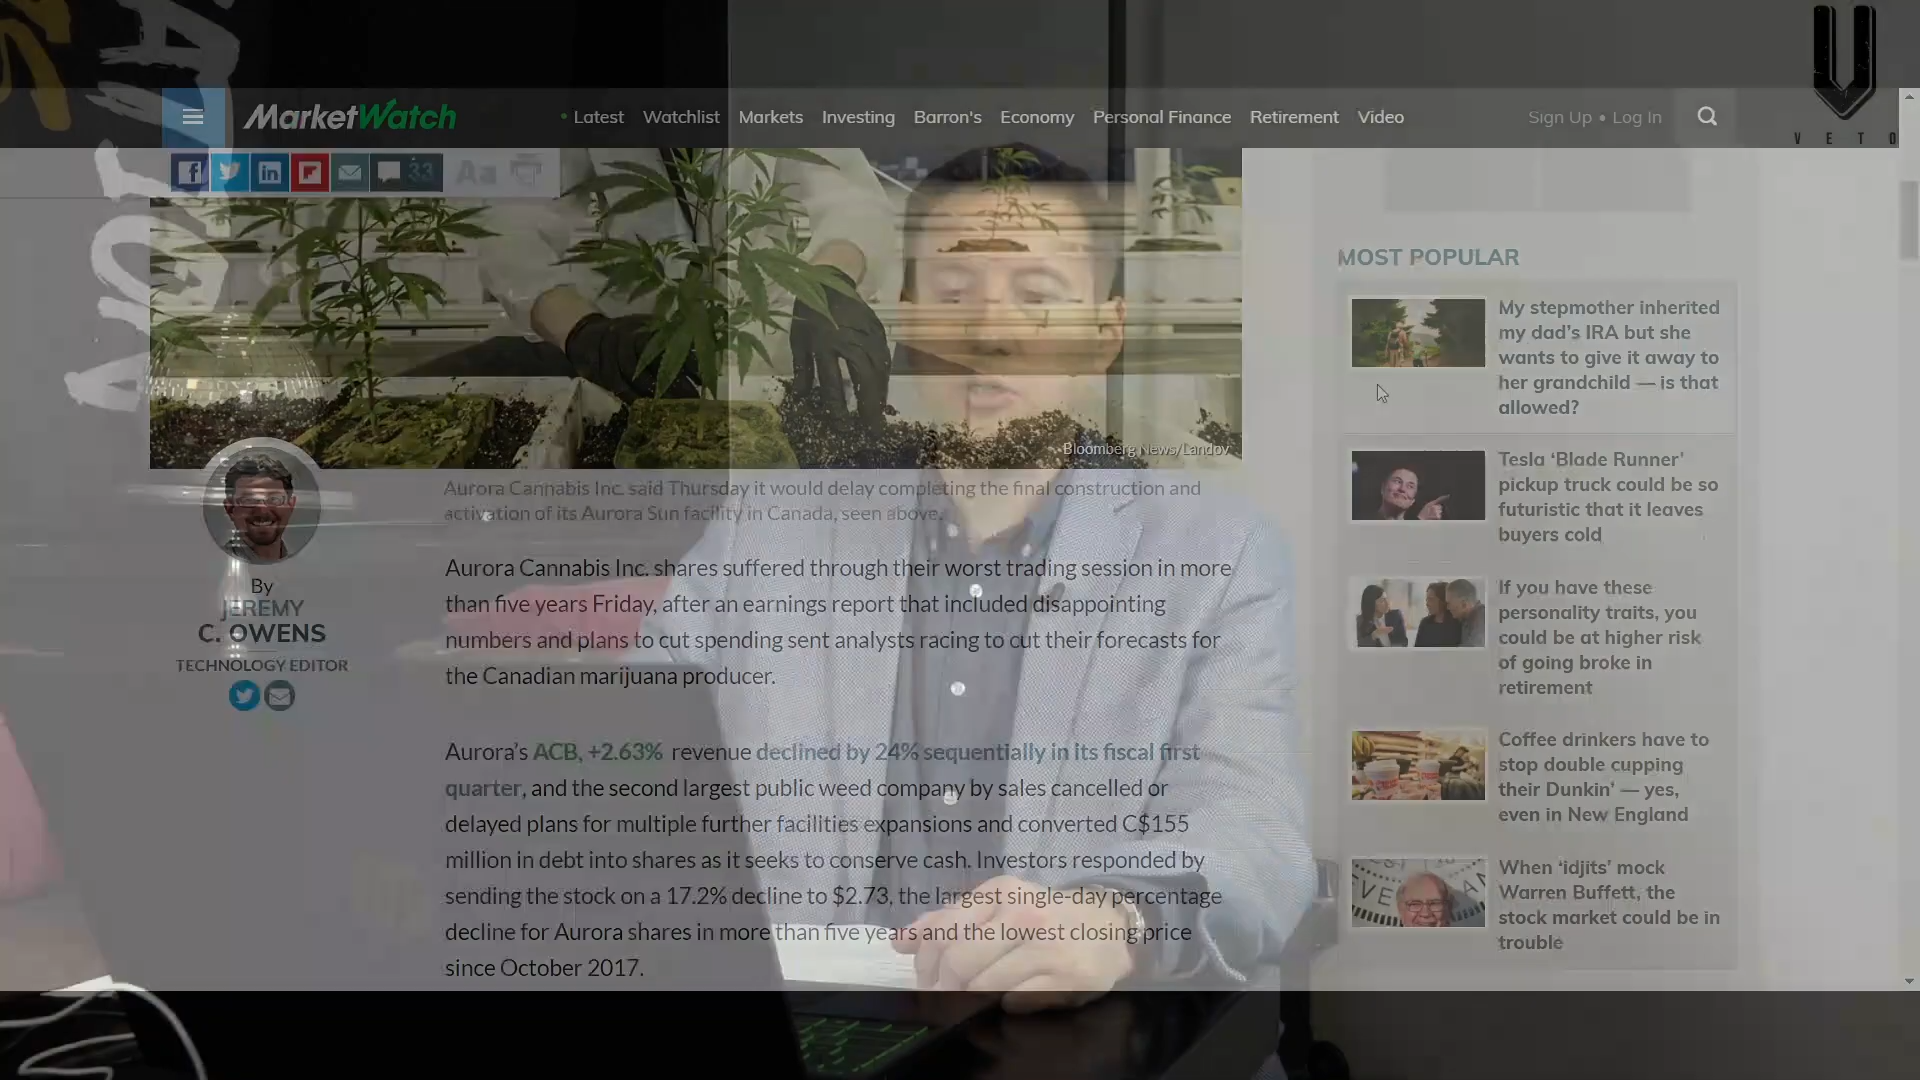 MarketWatch
Latest Watchlist Markets Investing Barron's Economy Personal Finance Retirement Video
Sign Up • Log In
VETO
33
Aa
Bloomberg News/Landov
Aurora Cannabis Inc. said Thursday it would delay completing the final construction and
activation of its Aurora Sun facility in Canada, seen above.
By
JEREMY
C. OWENS
TECHNOLOGY EDITOR
Aurora Cannabis Inc. shares suffered through their worst trading session in more
than five years Friday, after an earnings report that included disappointing
numbers and plans to cut spending sent analysts racing to cut their forecasts for
the Canadian marijuana producer.
Aurora’s ACB, +2.63% revenue declined by 24% sequentially in its fiscal first
quarter, and the second largest public weed company by sales cancelled or
delayed plans for multiple further facilities expansions and converted C$155
million in debt into shares as it seeks to conserve cash. Investors responded by
sending the stock on a 17.2% decline to $2.73, the largest single-day percentage
decline for Aurora shares in more than five years and the lowest closing price
since October 2017.
MOST POPULAR
My stepmother inherited
my dad’s IRA but she
wants to give it away to
her grandchild — is that
allowed?
Tesla ‘Blade Runner’
pickup truck could be so
futuristic that it leaves
buyers cold
If you have these
personality traits, you
could be at higher risk
of going broke in
retirement
Coffee drinkers have to
stop double cupping
their Dunkin’ — yes,
even in New England
When ‘idjits’ mock
Warren Buffett, the
stock market could be in
trouble